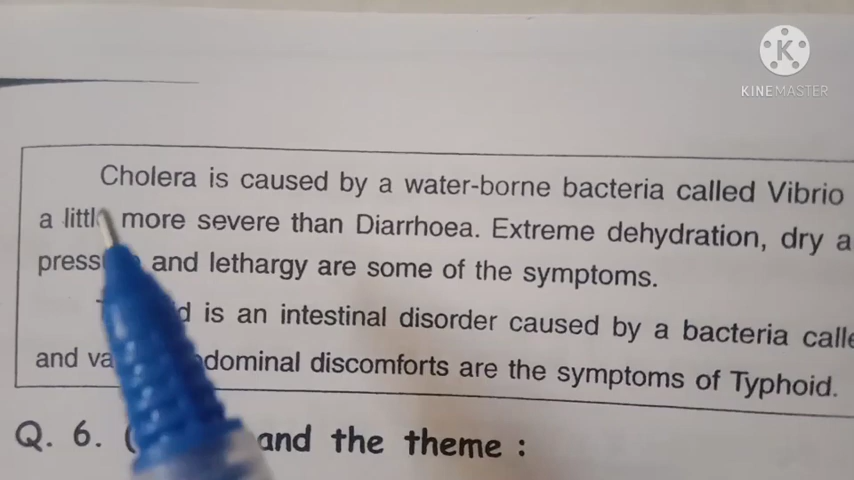 KINEMASTER
Cholera is caused by a water-borne bacteria called Vibrio
a little more severe than Diarrhoea. Extreme dehydration, dry a
and lethargy are some of the symptoms.
is an intestinal disorder caused by a bacteria calle
and abdominal discomforts are the symptoms of Typhoid.
Q. 6. ( and the theme :